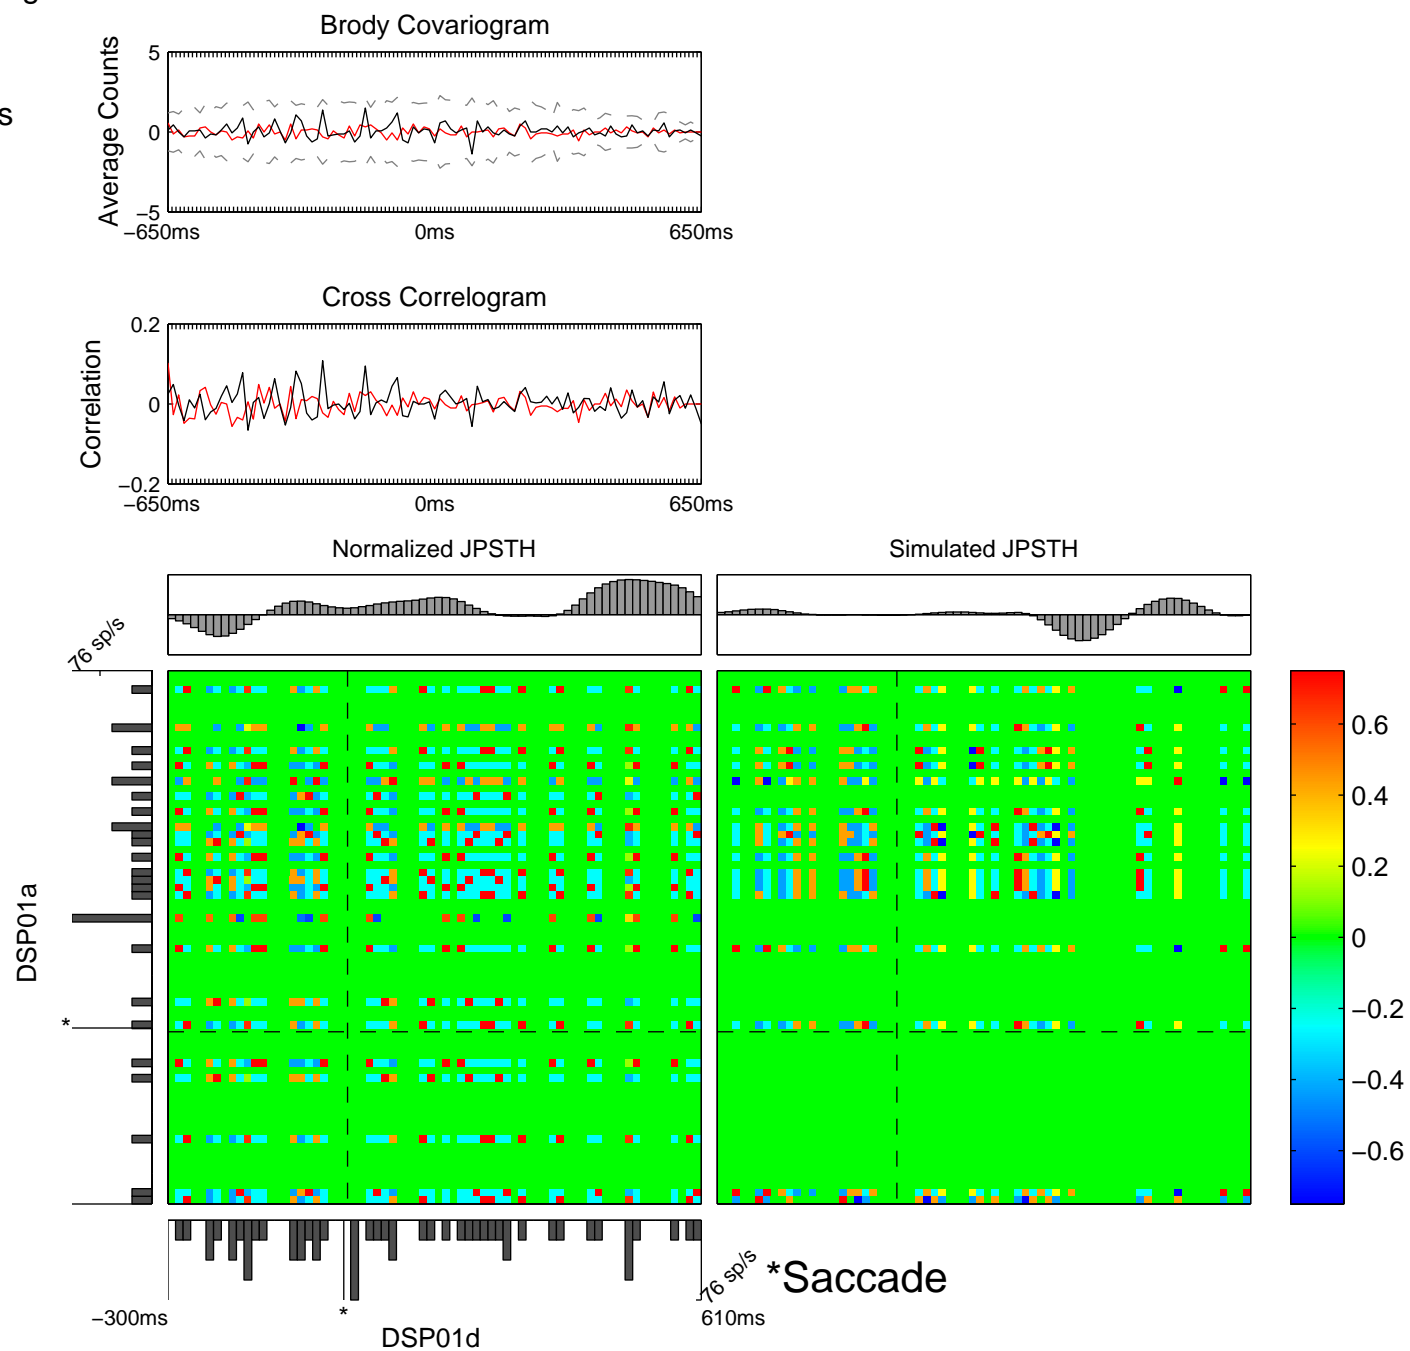 g
Brody Covariogram
s
Average Counts
5
0
−5
−650ms
0ms
650ms
Cross Correlogram
Correlation
0.2
0
−0.2
−650ms
0ms
650ms
Normalized JPSTH
Simulated JPSTH
76 sp/s
DSP01a
*
0.6
0.4
0.2
0
−0.2
−0.4
−0.6
76 sp/s
*Saccade
*
−300ms
610ms
DSP01d